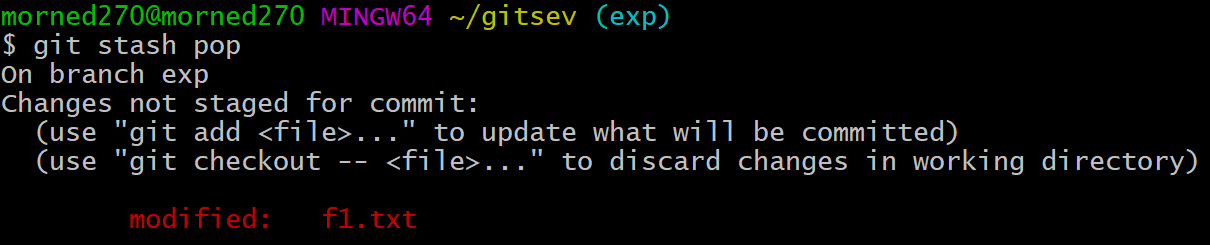 morned270@morned270 MINGW64 ~/gitsev (exp)
$ git stash pop
On branch exp
Changes not staged for commit:
  (use "git add <file>..." to update what will be committed)
  (use "git checkout -- <file>..." to discard changes in working directory)

        modified:   f1.txt